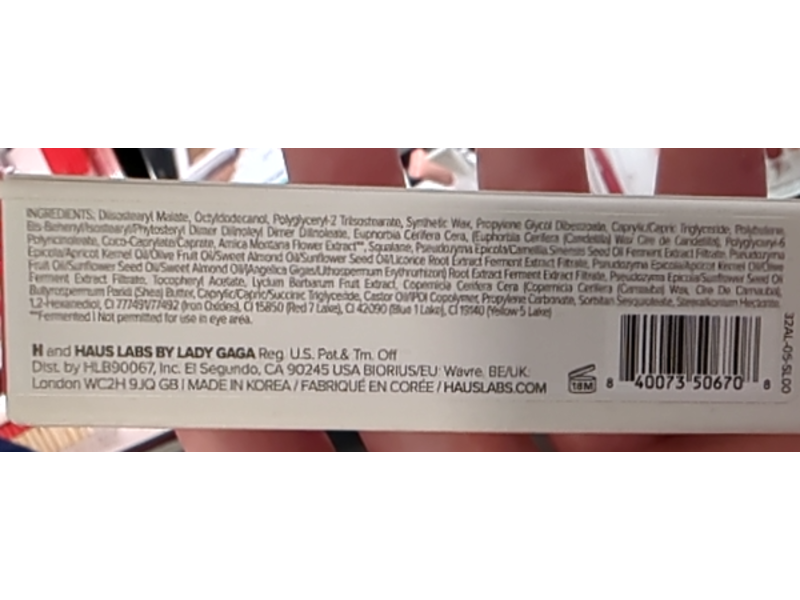 INGREDIENTS: Diisostearyl Malate, Octyldodecanol, Polyglyceryl-2 Triisostearate, Synthetic Wax, Propylene Glycol Dibenzoate, Caprylic/Capric Triglyceride, Polybutene,
Bis-Behenyl/Isostearyl/Phytosteryl Dimer Dilinoleyl Dimer Dilinoleate, Euphorbia Cerifera Cera, (Euphorbia Cerifera (Candelilla) Wax/ Cire de Candelilla), Polyglyceryl-6
Polyricinoleate, Coco-Caprylate/Caprate, Arnica Montana Flower Extract**, Squalane, Pseudozyma Epicola/Camellia Sinensis Seed Oil Ferment Extract Filtrate, Pseudozyma
Epicola/Apricot Kernel Oil/Olive Fruit Oil/Sweet Almond Oil/Sunflower Seed Oil/Licorice Root Extract Ferment Extract Filtrate, Pseudozyma Epicola/Apricot Kernel Oil/Olive
Fruit Oil/Sunflower Seed Oil/Sweet Almond Oil/(Angelica Gigas/Lithospermum Erythrorhizon) Root Extract Ferment Extract Filtrate, Pseudozyma Epicola/Sunflower Seed Oil
Ferment Extract Filtrate, Tocopheryl Acetate, Lycium Barbarum Fruit Extract, Copernicia Cerifera Cera (Copernicia Cerifera (Carnauba) Wax, Cire De Carnauba),
Butyrospermum Parkii (Shea) Butter, Caprylic/Capric/Succinic Triglyceride, Castor Oil/IPDI Copolymer, Propylene Carbonate, Sorbitan Sesquioleate, Stearalkonium Hectorite,
1,2-Hexanediol, CI 77491/77492 (Iron Oxides), CI 15850 (Red 7 Lake), CI 42090 (Blue 1 Lake), CI 19140 (Yellow 5 Lake)
**Fermented | Not permitted for use in eye area.
H and HAUS LABS BY LADY GAGA Reg. U.S. Pat.& Tm. Off
Dist. by HLB90067, Inc. El Segundo, CA 90245 USA BIORIUS/EU: Wavre, BE/UK:
London WC2H 9JQ GB | MADE IN KOREA / FABRIQUÉ EN CORÉE / HAUSLABS.COM
18M
8 40073 50670 8
32AL-05-SL00